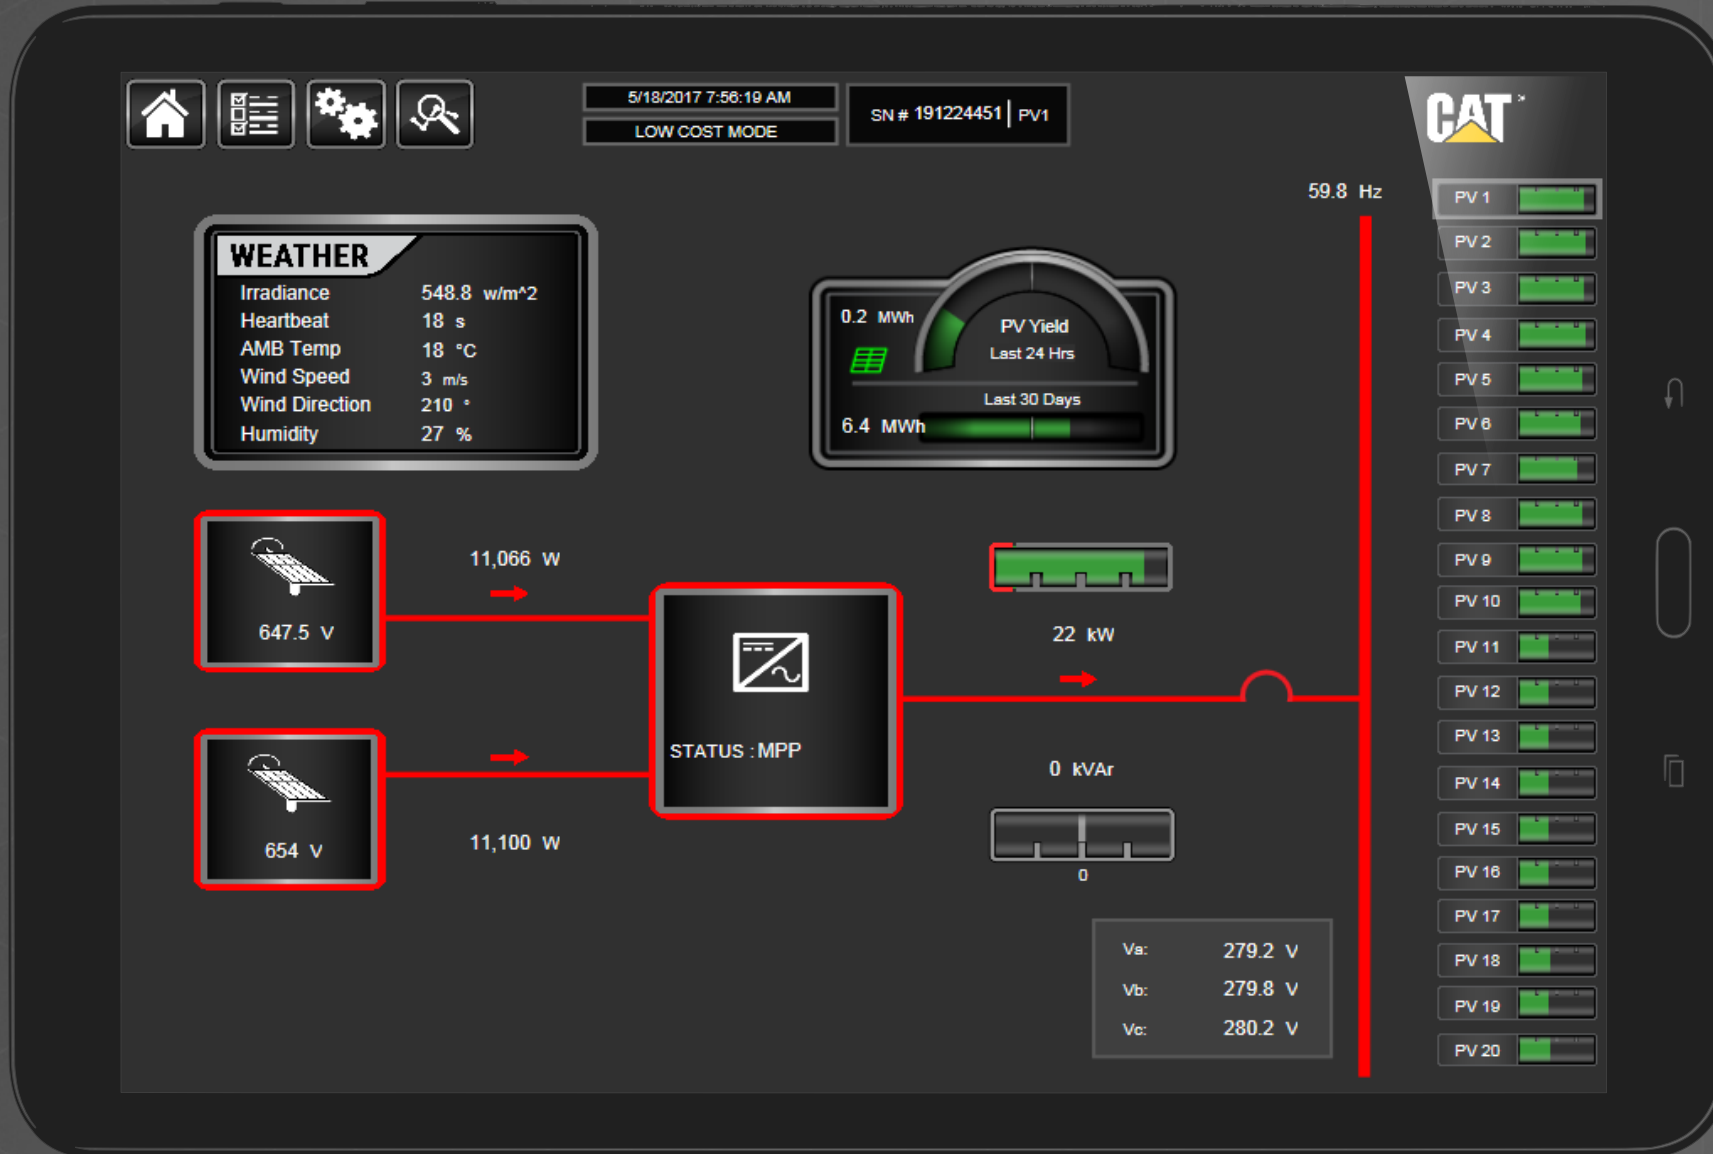 5/18/2017 7:56:19 AM
LOW COST MODE
SN # 191224451 PV1
CAT
59.8 Hz
WEATHER
Irradiance 548.8 w/m^2
Heartbeat 18 s
AMB Temp 18 °C
Wind Speed 3 m/s
Wind Direction 210 °
Humidity 27 %
0.2 MWh
PV Yield
Last 24 Hrs
Last 30 Days
6.4 MWh
11,066 W
647.5 V
22 kW
STATUS : MPP
0 kVAr
0
654 V
11,100 W
Va: 279.2 V
Vb: 279.8 V
Vc: 280.2 V
PV 1
PV 2
PV 3
PV 4
PV 5
PV 6
PV 7
PV 8
PV 9
PV 10
PV 11
PV 12
PV 13
PV 14
PV 15
PV 16
PV 17
PV 18
PV 19
PV 20